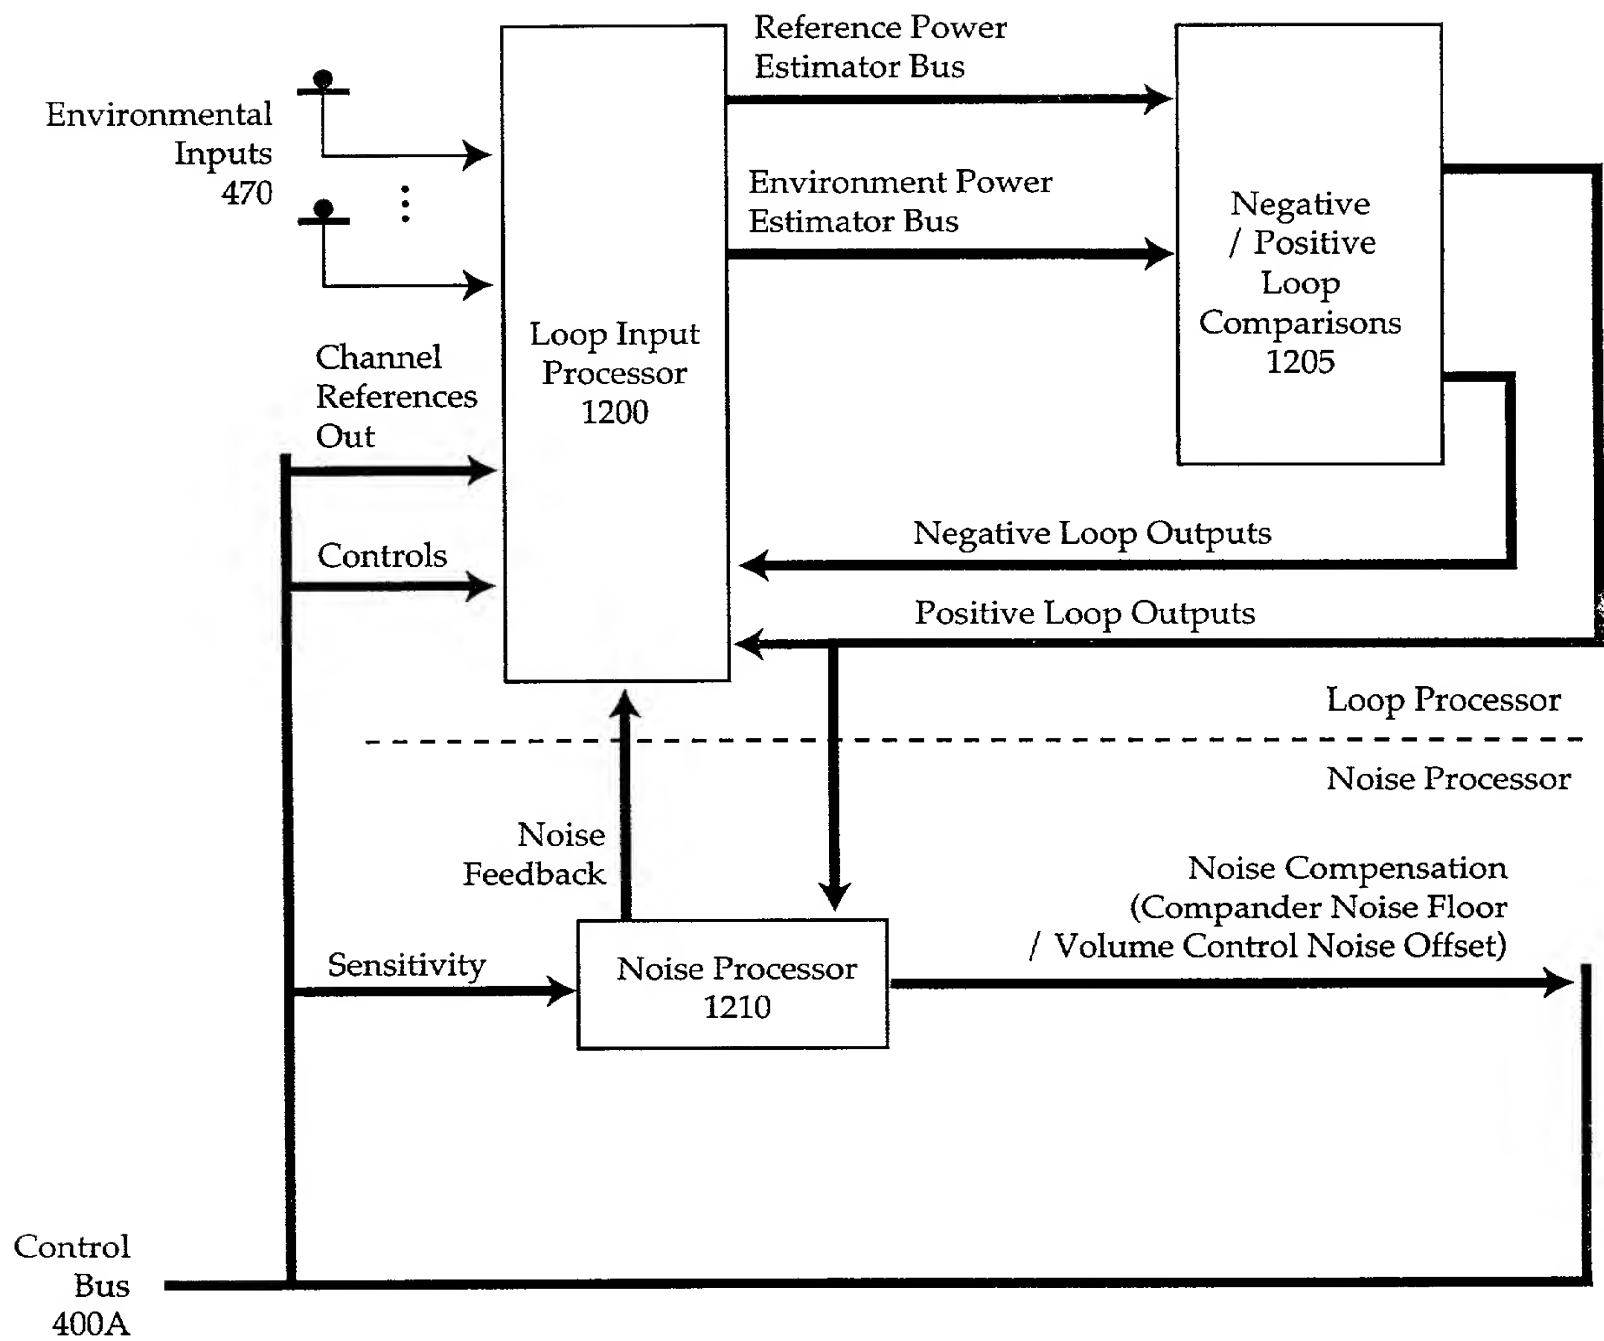 Reference Power
Estimator Bus
Environmental
Inputs
470
Environment Power
Estimator Bus
Negative
/ Positive
Loop
Comparisons
1205
Loop Input
Processor
1200
Channel
References
Out
Controls
Negative Loop Outputs
Positive Loop Outputs
Loop Processor
Noise Processor
Noise
Feedback
Noise Compensation
(Compander Noise Floor
/ Volume Control Noise Offset)
Sensitivity
Noise Processor
1210
Control
Bus
400A